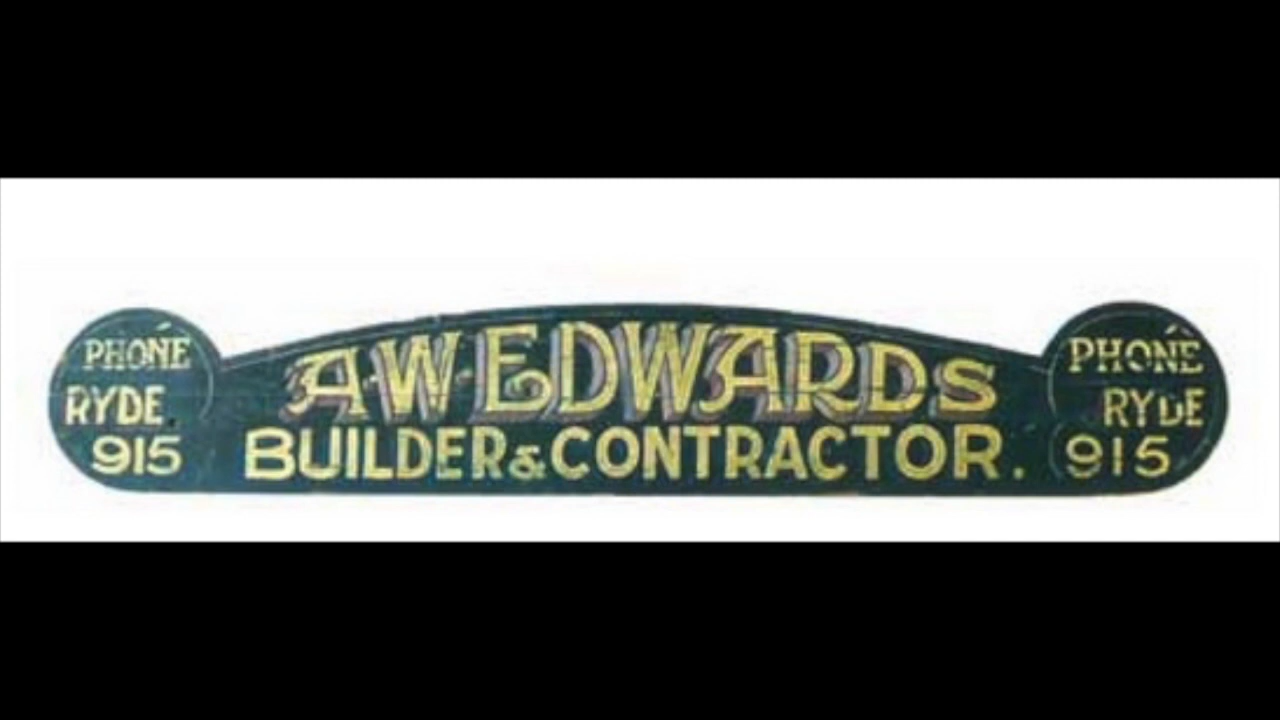 PHONE
RYDE
915
A.W. EDWARDS
BUILDER & CONTRACTOR.
PHONE
RYDE
915